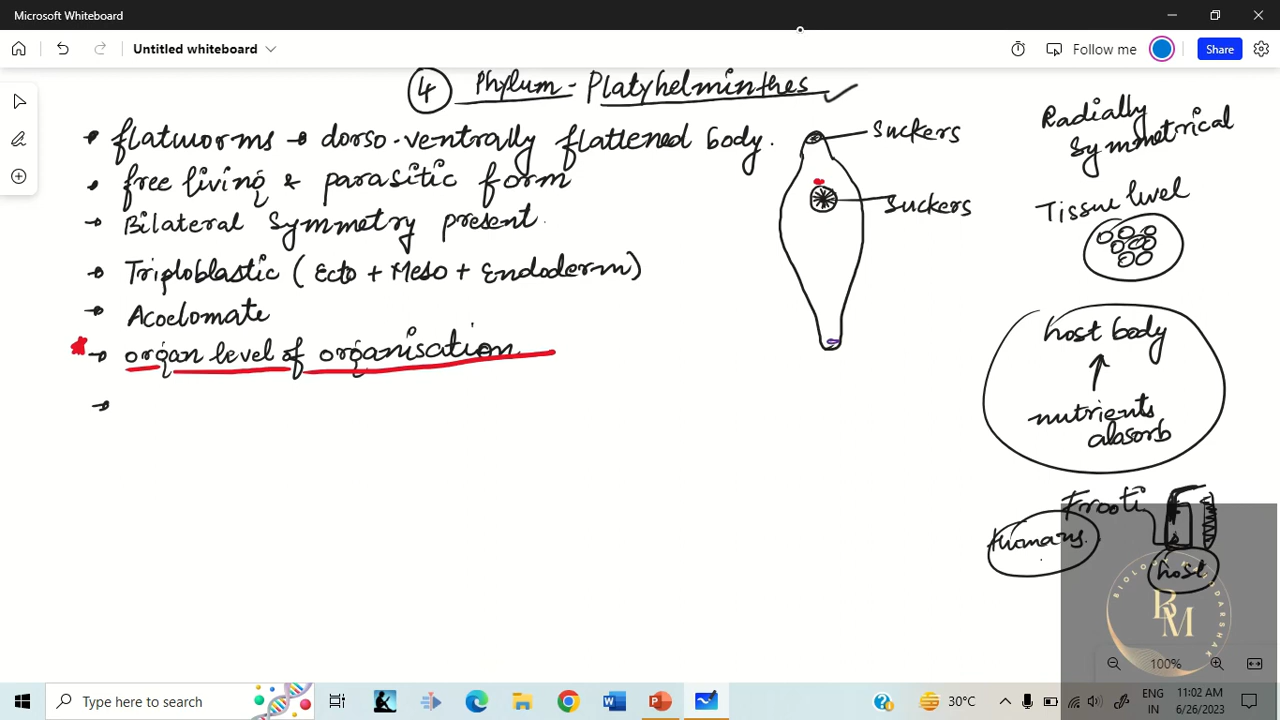 Microsoft Whiteboard
Untitled whiteboard
Follow me
Share
4 Phylum - Platyhelminthes
flatworms → dorso-ventrally flattened body.
free living & parasitic form
Bilateral symmetry present.
Triploblastic (Ecto + Meso + Endoderm)
Acoelomate
organ level of organisation
Suckers
Suckers
Radially
Symmetrical
Tissue level
host body
nutrients
absorb
Frooti
Humans.
host
BIOLOGY MARGDARSHAK
BM
100%
Type here to search
30°C
ENG
IN
11:02 AM
6/26/2023